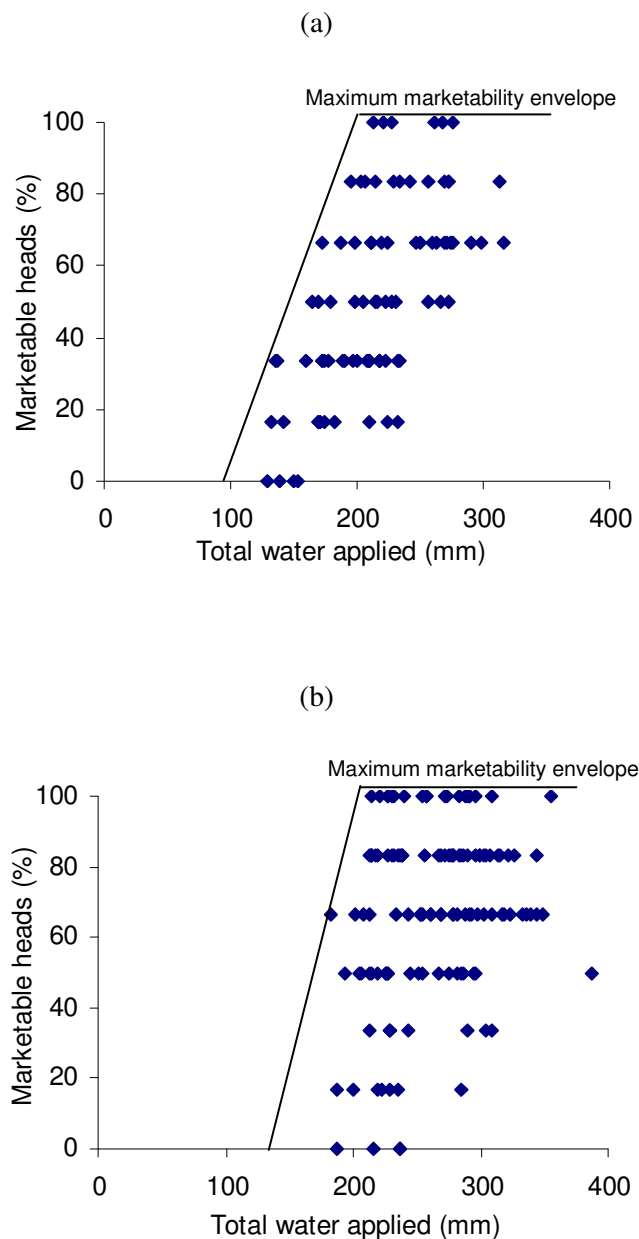 (a)
Maximum marketability envelope
100
80
60
40
20
0
Marketable heads (%)
0 100 200 300 400
Total water applied (mm)
(b)
Maximum marketability envelope
100
80
60
40
20
0
Marketable heads (%)
0 100 200 300 400
Total water applied (mm)